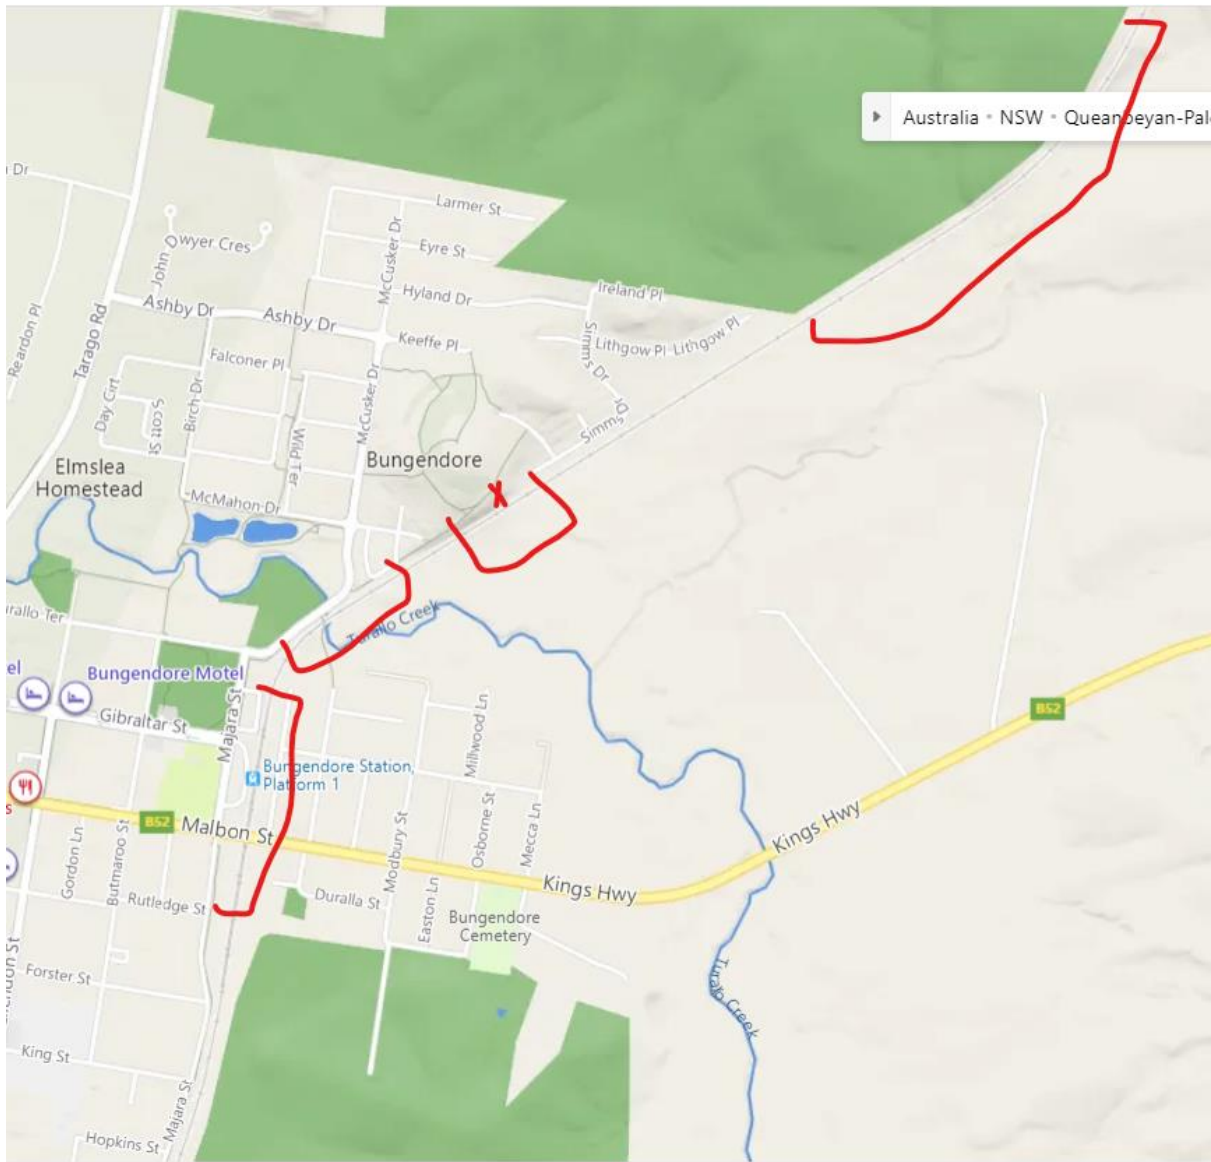 Australia • NSW • Queanbeyan-Pal
Dr
Larmer St
Dwyer Cres
John D
Eyre St
McCusker Dr
Hyland Dr
Ireland Pl
Ashby Dr
Ashby Dr
Reardon Pl
Tarago Rd
Keeffe Pl
Simms Dr
Lithgow Pl
Lithgow Pl
Falconer Pl
Day Cirt
Scott St
Birch Dr
McCusker Dr
Wild Ter
Simms Dr
Bungendore
Elmslea
Homestead
X
McMahon Dr
Turallo Creek
urallo Ter
el
Bungendore Motel
Gibraltar St
Majara St
Millwood Ln
B52
Bungendore Station,
Platform 1
s
B52
Malbon St
Modbury St
Osborne St
Mecca Ln
Kings Hwy
Gordon Ln
Butmaroo St
Rutledge St
Duralla St
Easton Ln
Kings Hwy
Bungendore
Cemetery
Forster St
Turallo Creek
King St
Majara St
Hopkins St